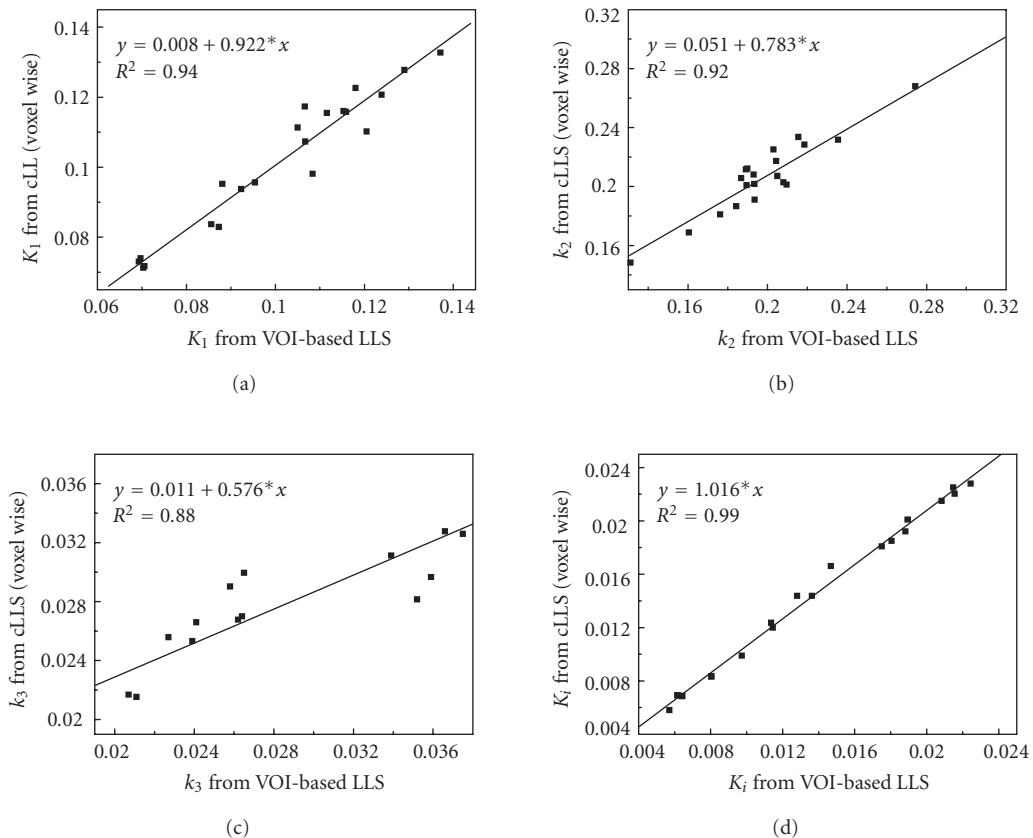 0.14
0.12
0.1
0.08
0.06 0.08 0.1 0.12 0.14
K₁ from cLL (voxel wise)
y = 0.008 + 0.922* x
R² = 0.94
K₁ from VOI-based LLS
(a)
0.32
0.28
0.24
0.2
0.16
0.16 0.2 0.24 0.28 0.32
k₂ from cLLS (voxel wise)
y = 0.051 + 0.783* x
R² = 0.92
k₂ from VOI-based LLS
(b)
0.036
0.032
0.028
0.024
0.02
0.02 0.024 0.028 0.032 0.036
k₃ from cLLS (voxel wise)
y = 0.011 + 0.576* x
R² = 0.88
k₃ from VOI-based LLS
(c)
0.024
0.02
0.016
0.012
0.008
0.004
0.004 0.008 0.012 0.016 0.02 0.024
Kᵢ from cLLS (voxel wise)
y = 1.016* x
R² = 0.99
Kᵢ from VOI-based LLS
(d)